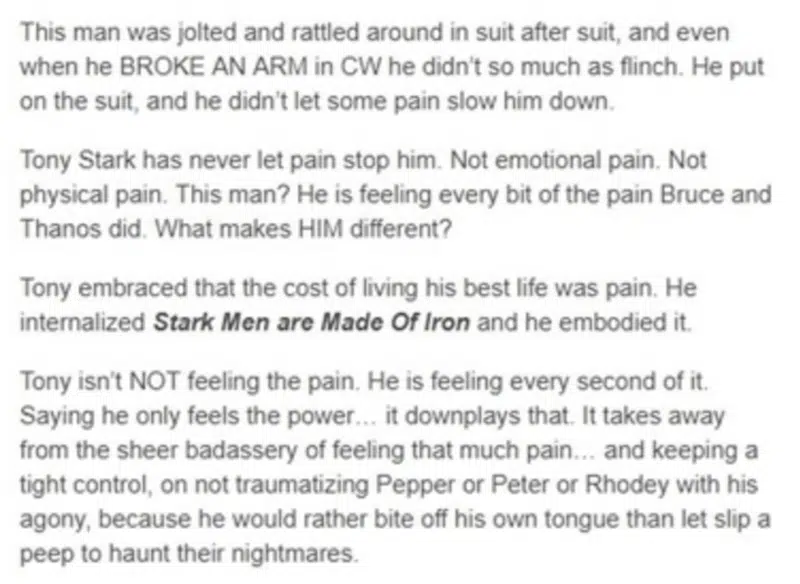 This man was jolted and rattled around in suit after suit, and even
when he BROKE AN ARM in CW he didn't so much as flinch. He put
on the suit, and he didn't let some pain slow him down.
Tony Stark has never let pain stop him. Not emotional pain. Not
physical pain. This man? He is feeling every bit of the pain Bruce and
Thanos did. What makes HIM different?
Tony embraced that the cost of living his best life was pain. He
internalized Stark Men are Made Of Iron and he embodied it.
Tony isn't NOT feeling the pain. He is feeling every second of it.
Saying he only feels the power... it downplays that. It takes away
from the sheer badassery of feeling that much pain... and keeping a
tight control, on not traumatizing Pepper or Peter or Rhodey with his
agony, because he would rather bite off his own tongue than let slip a
peep to haunt their nightmares.